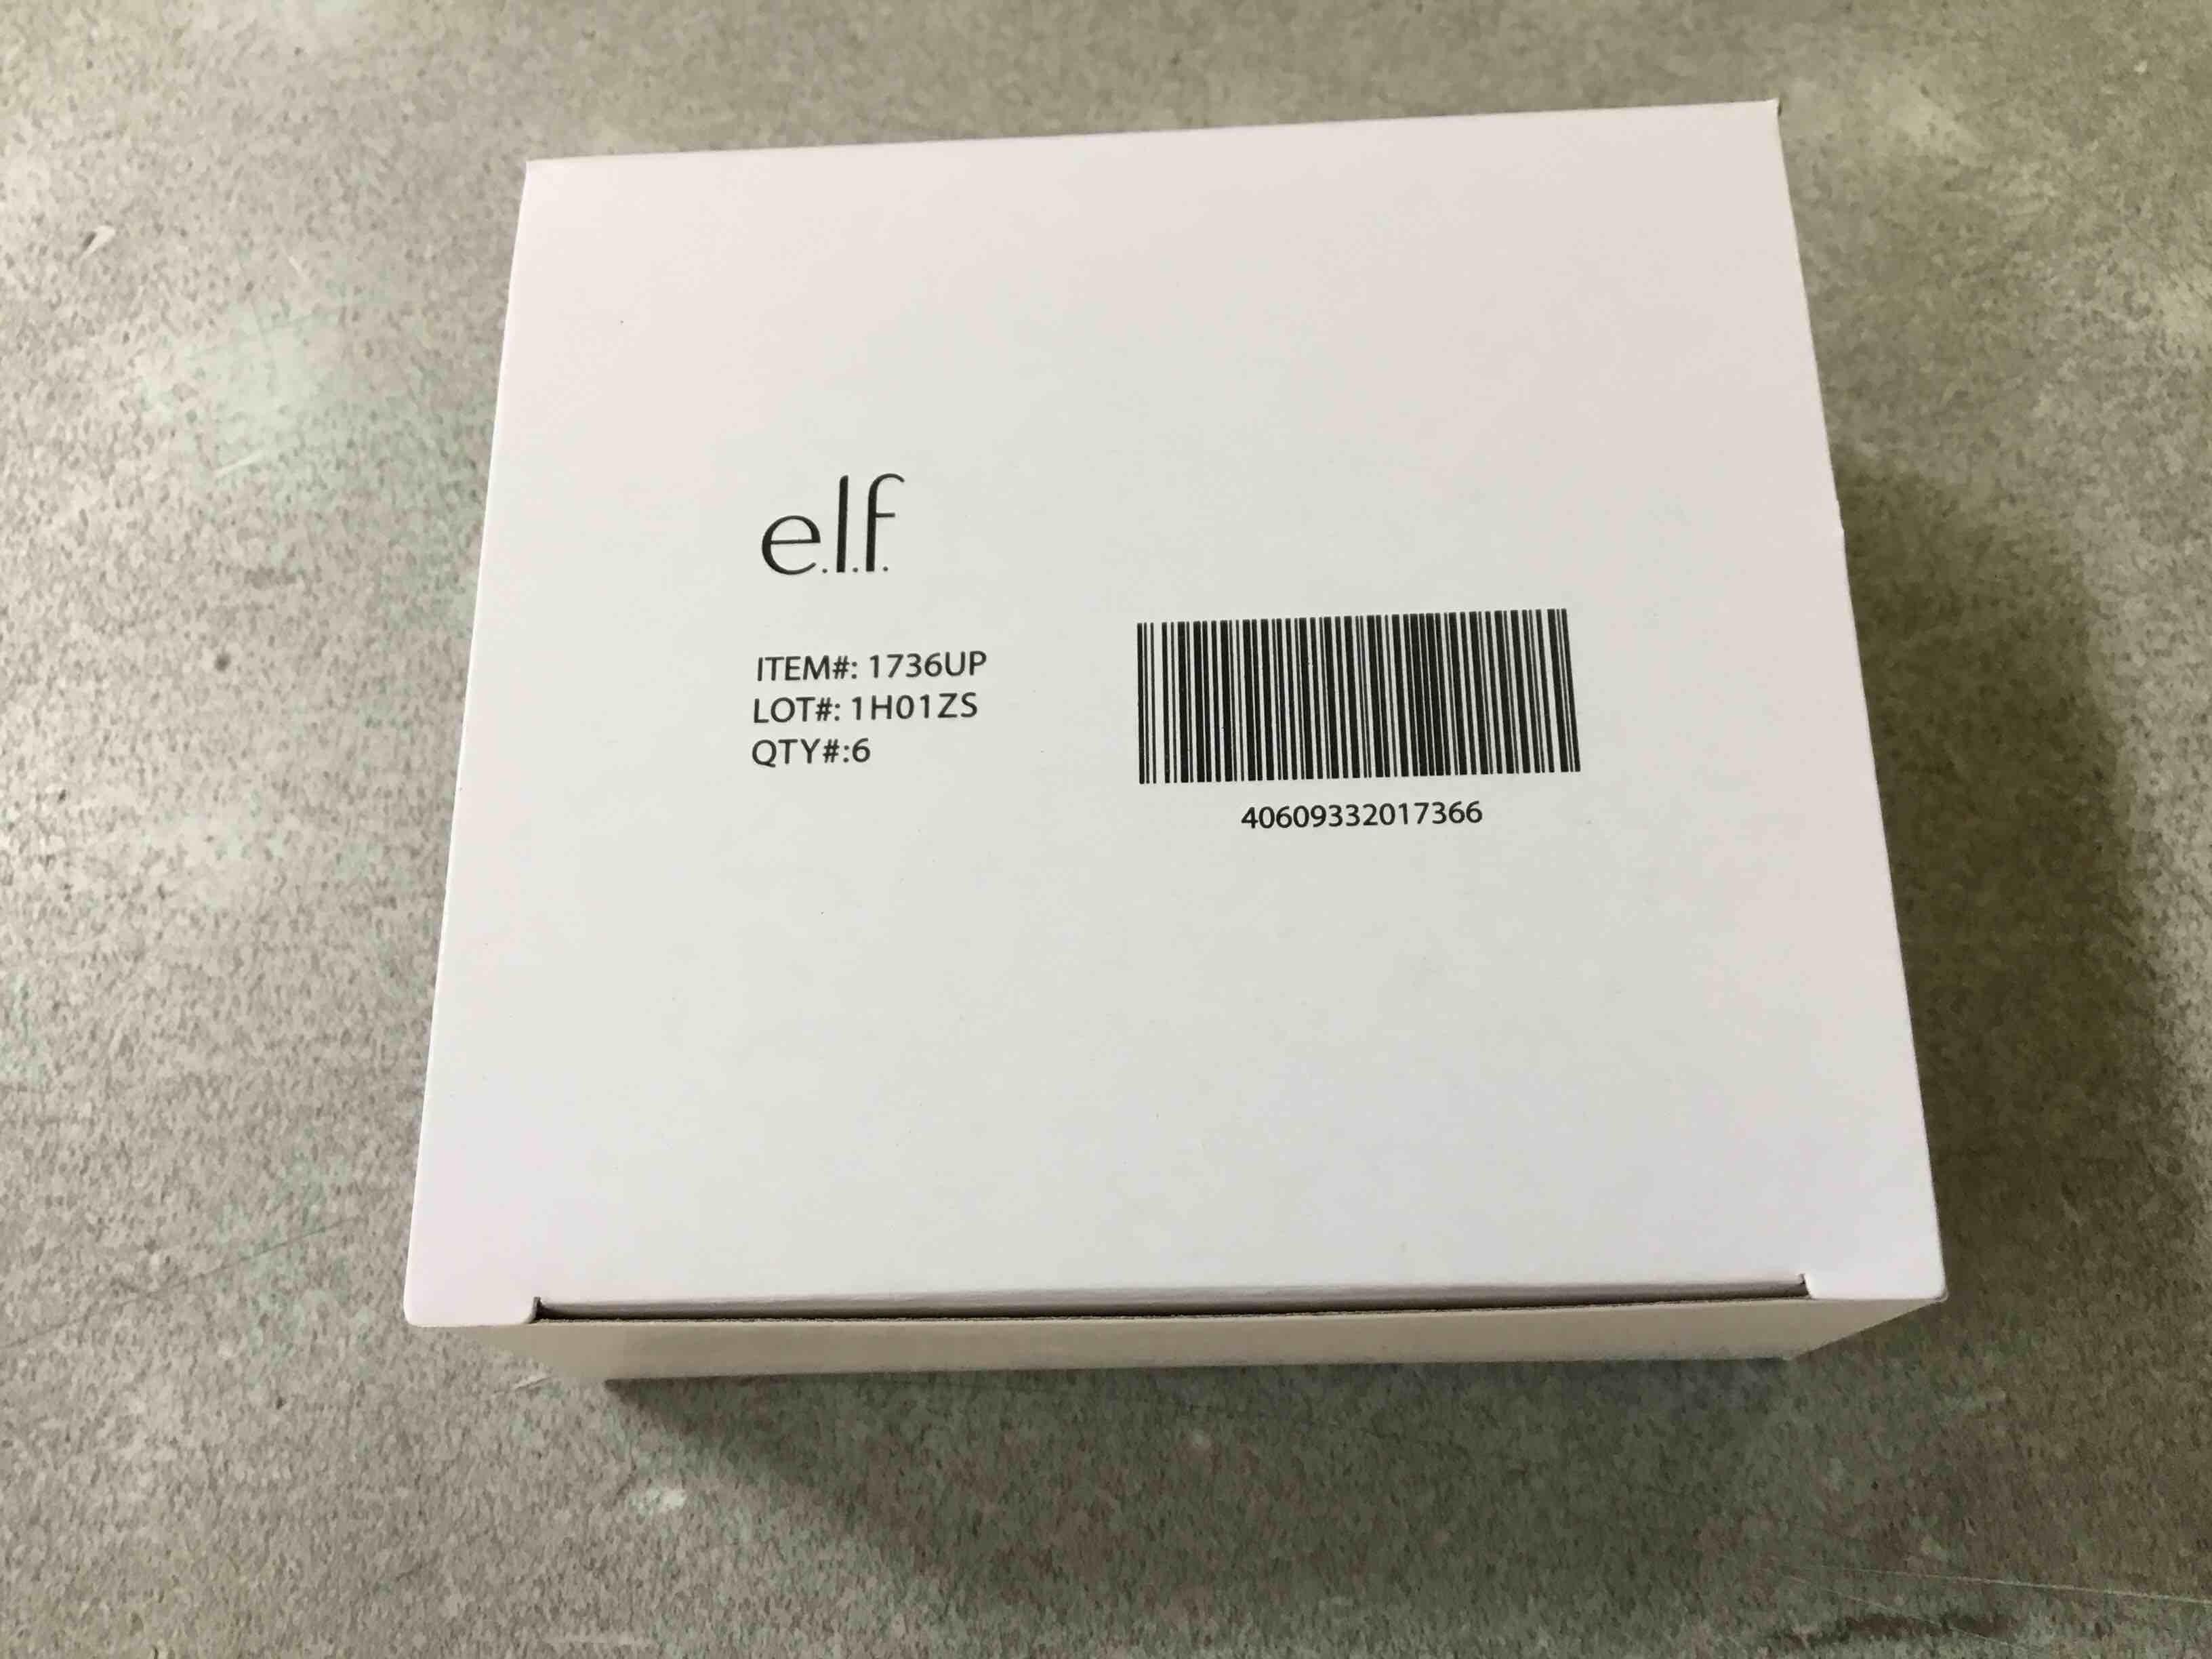 e.l.f.
ITEM#: 1736UP
LOT#: 1H01ZS
QTY#:6
40609332017366